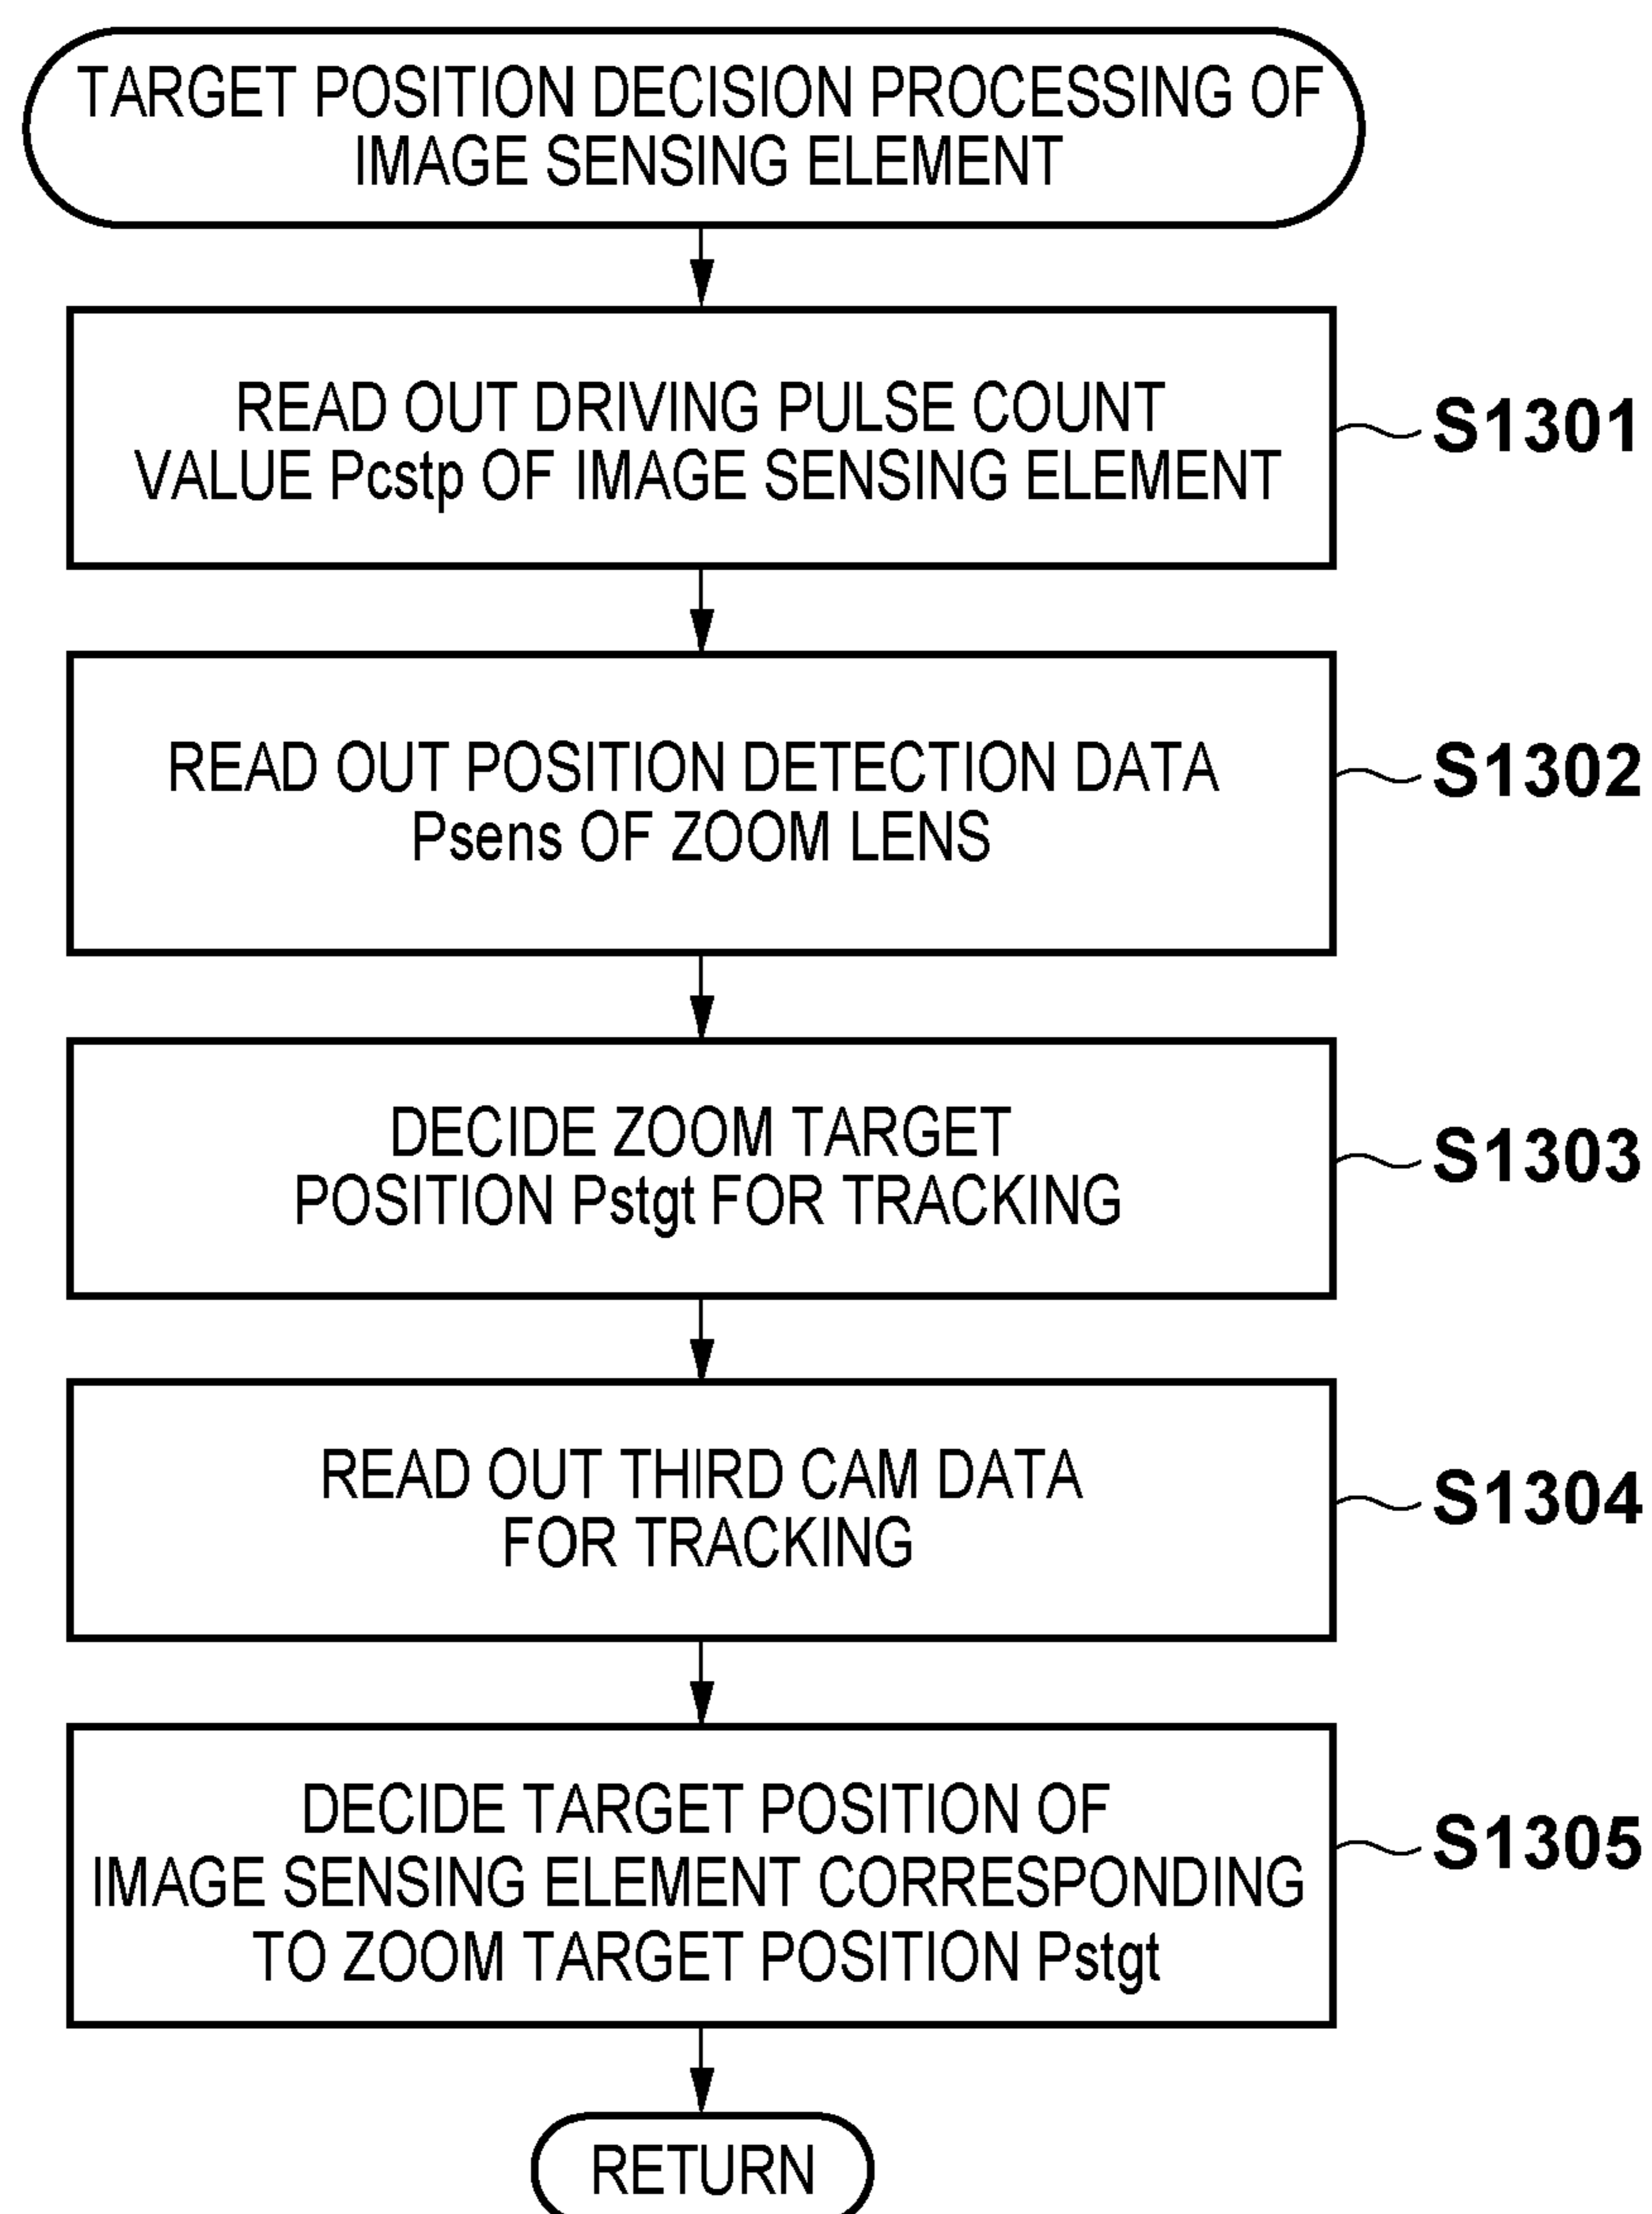 TARGET POSITION DECISION PROCESSING OF
IMAGE SENSING ELEMENT
READ OUT DRIVING PULSE COUNT
VALUE Pcstp OF IMAGE SENSING ELEMENT
S1301
READ OUT POSITION DETECTION DATA
Psens OF ZOOM LENS
S1302
DECIDE ZOOM TARGET
POSITION Pstgt FOR TRACKING
S1303
READ OUT THIRD CAM DATA
FOR TRACKING
S1304
DECIDE TARGET POSITION OF
IMAGE SENSING ELEMENT CORRESPONDING
TO ZOOM TARGET POSITION Pstgt
S1305
RETURN